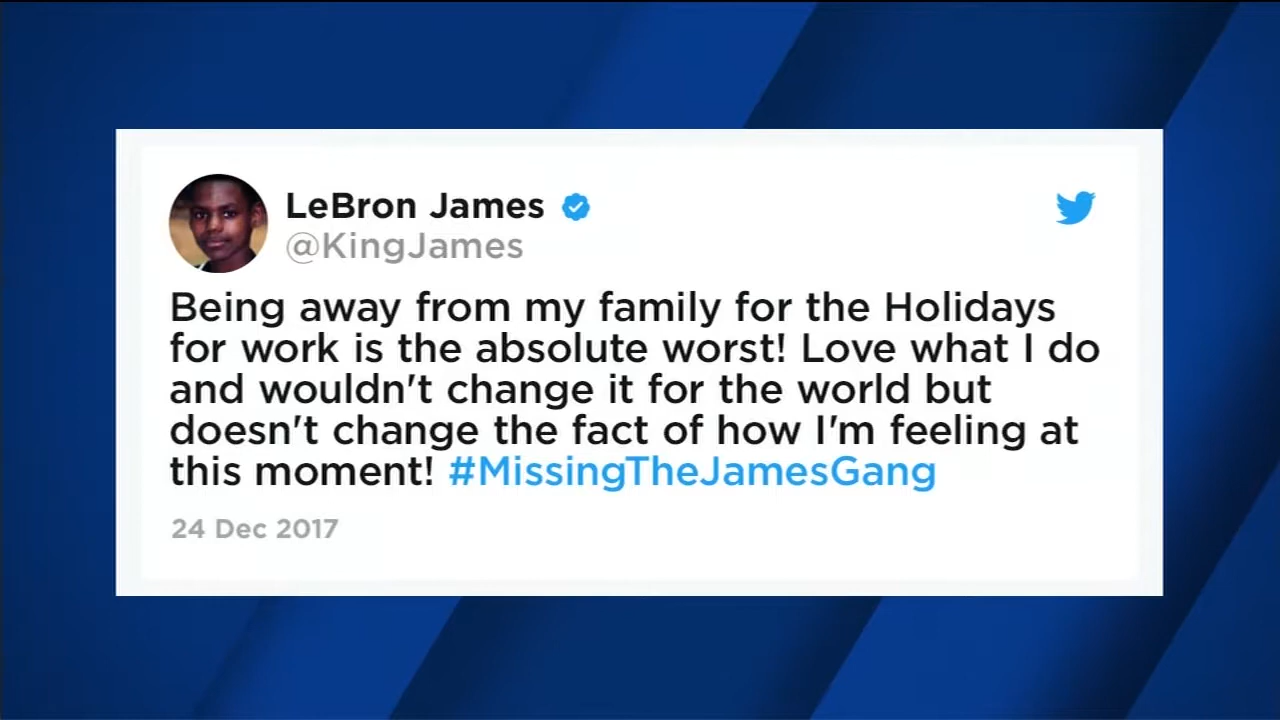 LeBron James
@KingJames
Being away from my family for the Holidays
for work is the absolute worst! Love what I do
and wouldn't change it for the world but
doesn't change the fact of how I'm feeling at
this moment! #MissingTheJamesGang
24 Dec 2017